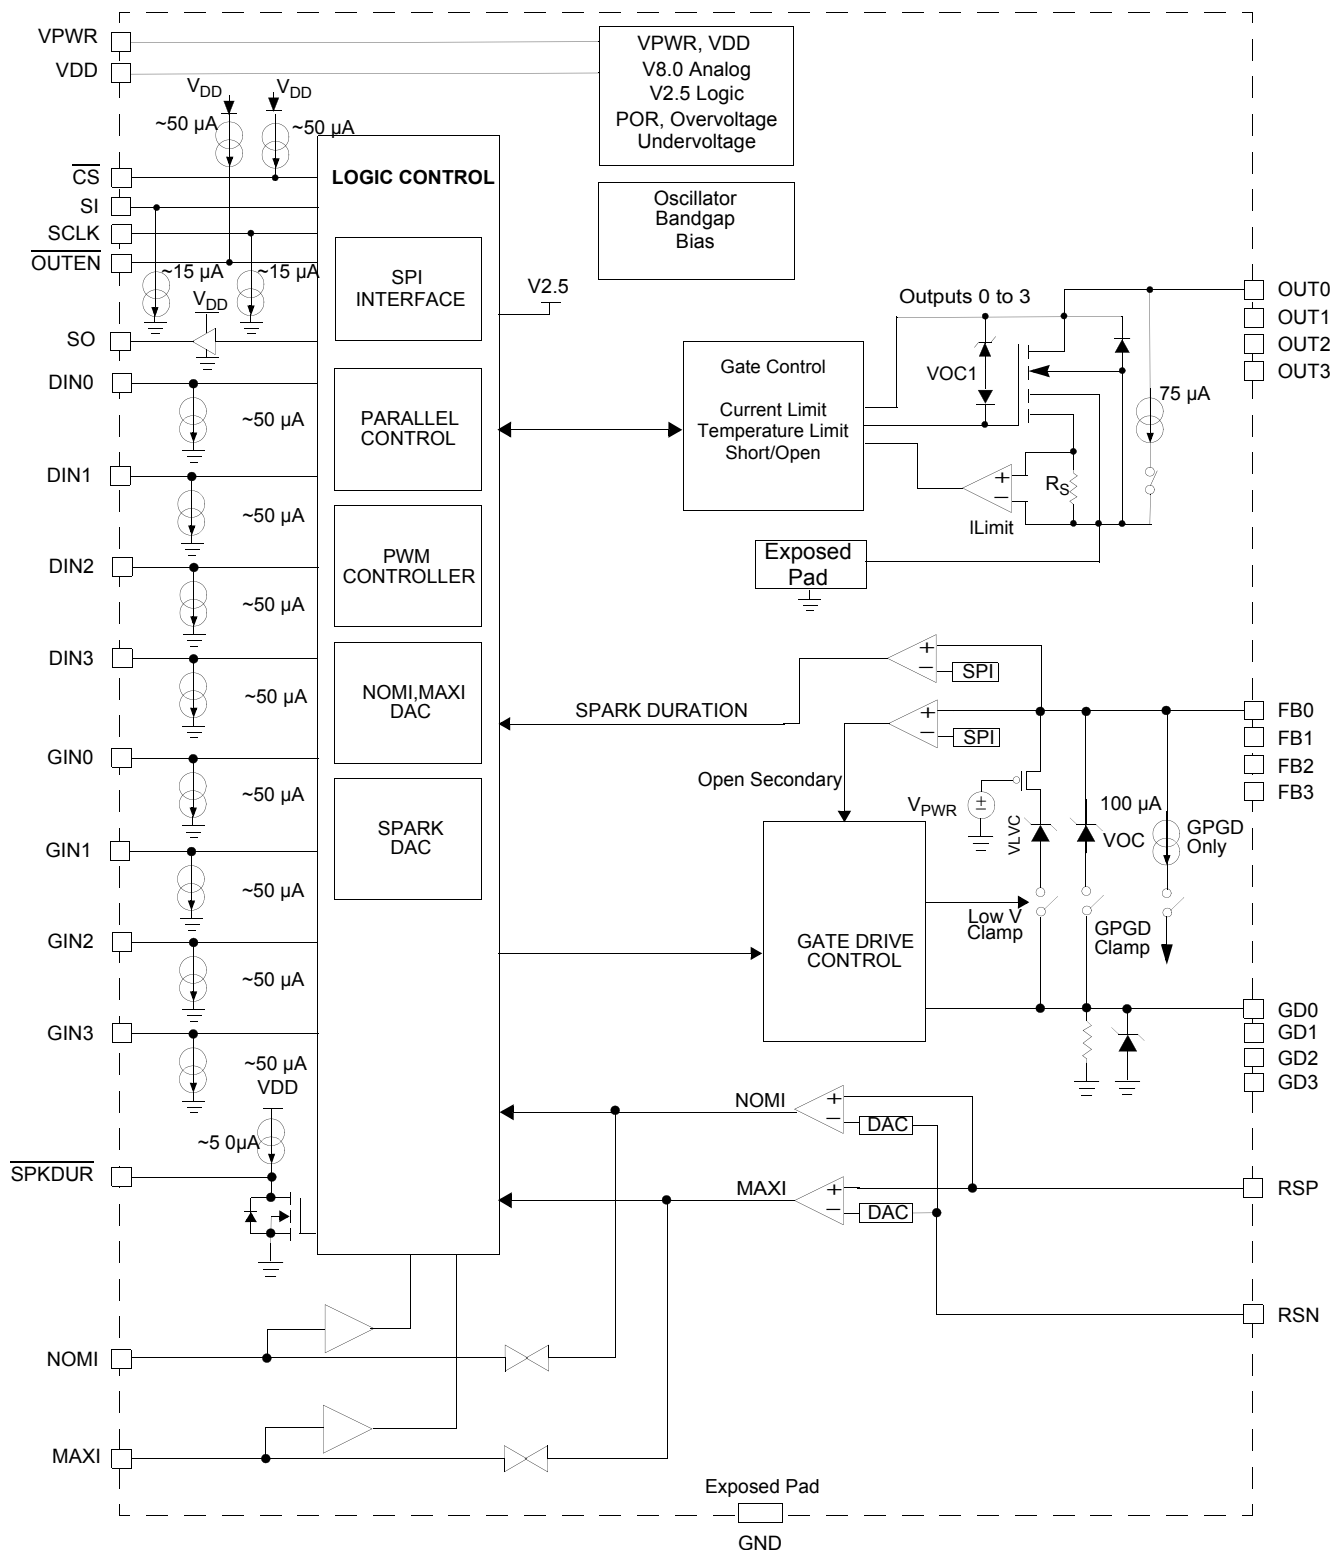 VPWR
VDD
VPWR, VDD
V8.0 Analog
V2.5 Logic
POR, Overvoltage
Undervoltage
VDD
VDD
~50 µA
~50 µA
CS
SI
SCLK
OUTEN
~15 µA
~15 µA
VDD
SO
LOGIC CONTROL
SPI
INTERFACE
V2.5
Oscillator
Bandgap
Bias
DIN0
~50 µA
DIN1
~50 µA
DIN2
~50 µA
DIN3
~50 µA
GIN0
~50 µA
GIN1
~50 µA
GIN2
~50 µA
GIN3
~50 µA
VDD
~5 0µA
SPKDUR
PARALLEL
CONTROL
PWM
CONTROLLER
NOMI,MAXI
DAC
SPARK
DAC
Outputs 0 to 3
Gate Control
Current Limit
Temperature Limit
Short/Open
VOC1
+
–
RS
ILimit
75 µA
OUT0
OUT1
OUT2
OUT3
Exposed
Pad
SPARK DURATION
+
–
SPI
+
–
SPI
Open Secondary
VPWR
±
VLVC
100 µA
VOC
GPGD
Only
Low V
Clamp
GPGD
Clamp
GATE DRIVE
CONTROL
FB0
FB1
FB2
FB3
GD0
GD1
GD2
GD3
NOMI
+
–
DAC
MAXI
+
–
DAC
RSP
RSN
NOMI
MAXI
Exposed Pad
GND